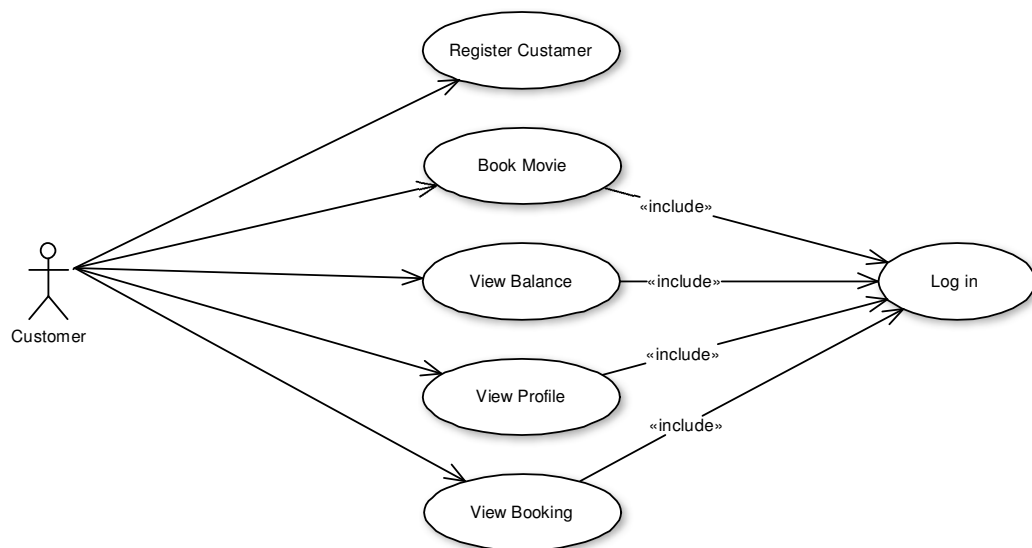 Register Custamer
Book Movie
«include»
View Balance
«include»
Log in
Customer
View Profile
«include»
View Booking
«include»